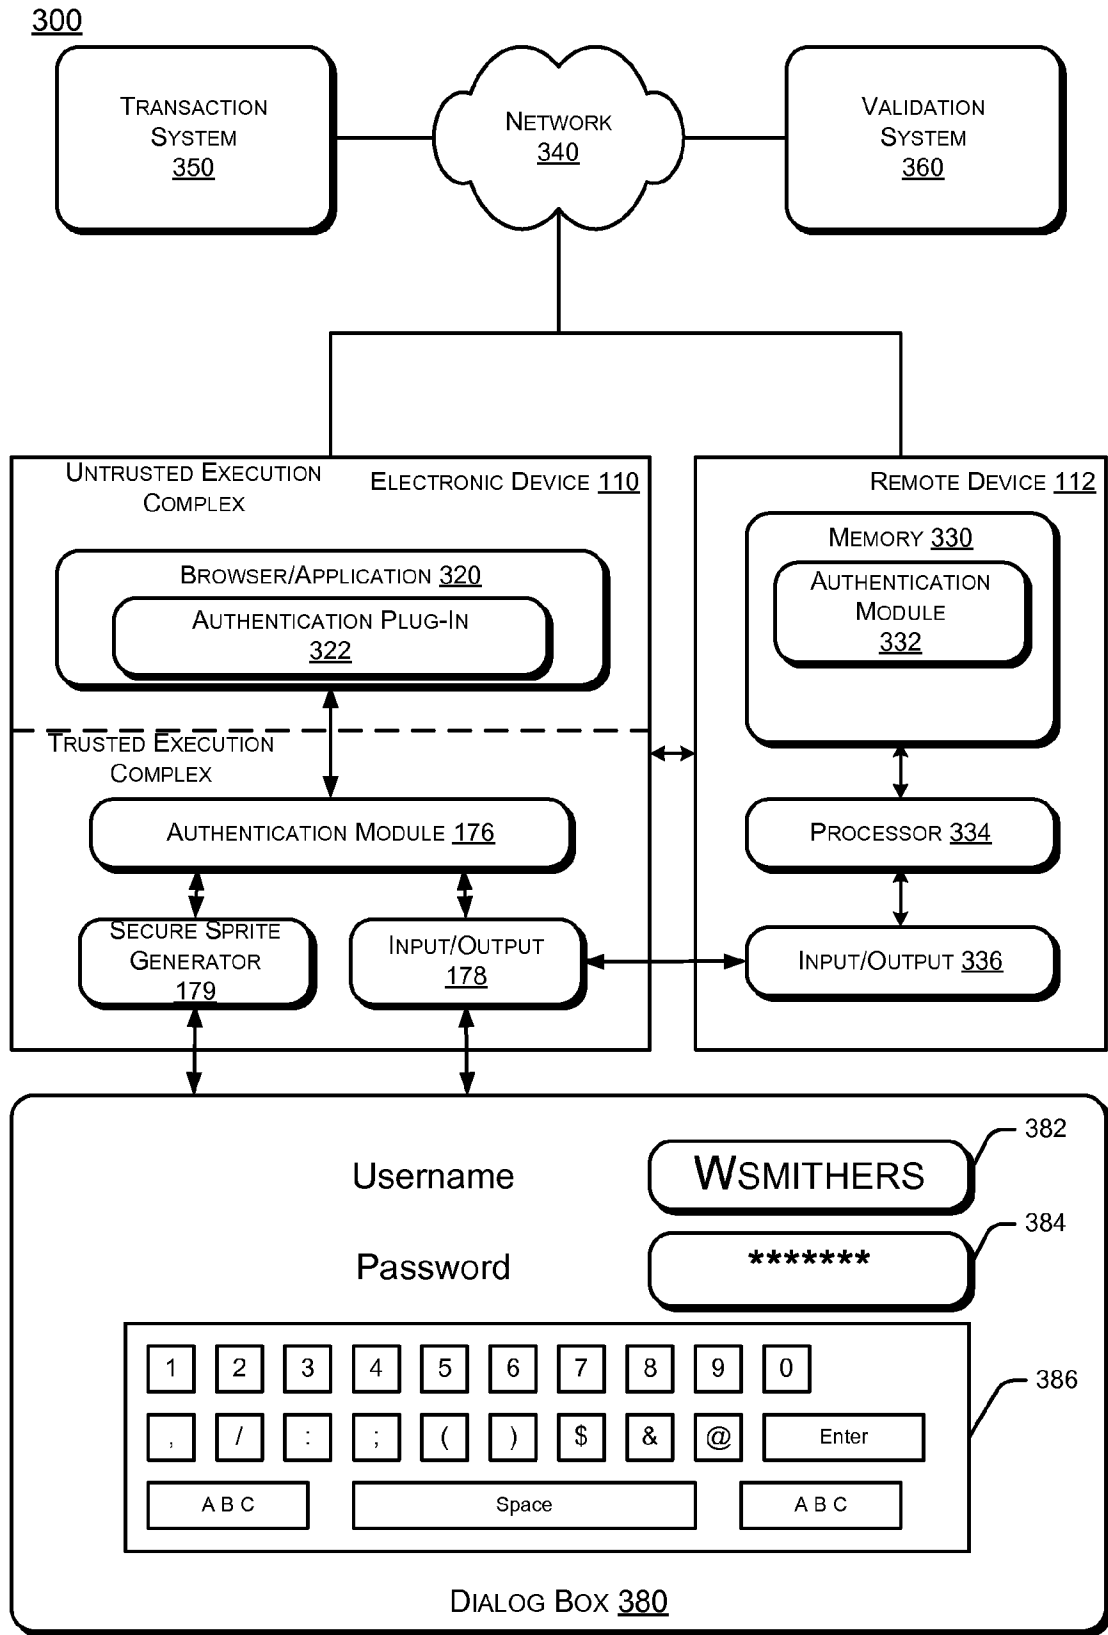 300
TRANSACTION
SYSTEM
350
NETWORK
340
VALIDATION
SYSTEM
360
UNTRUSTED EXECUTION
COMPLEX
ELECTRONIC DEVICE 110
BROWSER/APPLICATION 320
AUTHENTICATION PLUG-IN
322
TRUSTED EXECUTION
COMPLEX
AUTHENTICATION MODULE 176
SECURE SPRITE
GENERATOR
179
INPUT/OUTPUT
178
REMOTE DEVICE 112
MEMORY 330
AUTHENTICATION
MODULE
332
PROCESSOR 334
INPUT/OUTPUT 336
Username
WSMITHERS
382
Password
*******
384
1 2 3 4 5 6 7 8 9 0
, / : ; ( ) $ & @ Enter
A B C Space A B C
386
DIALOG BOX 380